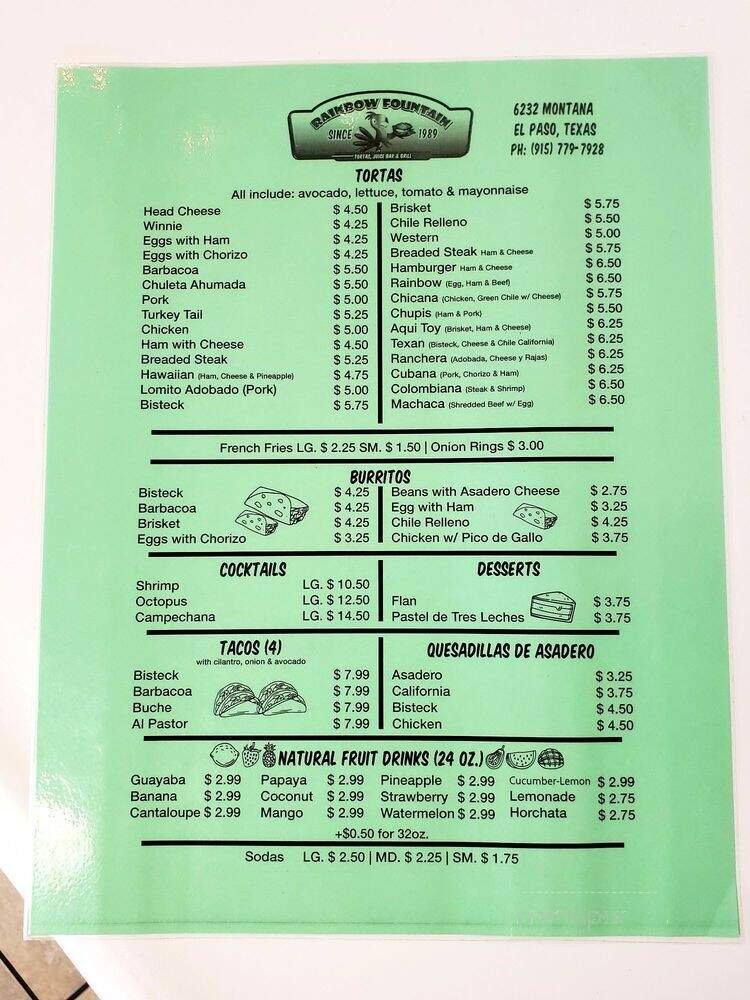 RAINBOW FOUNTAIN
SINCE 1989
TORTAS, JUICE BAR & GRILL
6232 MONTANA
EL PASO, TEXAS
PH: (915) 779-7928
TORTAS
All include: avocado, lettuce, tomato & mayonnaise
Head Cheese $ 4.50
Winnie $ 4.25
Eggs with Ham $ 4.25
Eggs with Chorizo $ 4.25
Barbacoa $ 5.50
Chuleta Ahumada $ 5.50
Pork $ 5.00
Turkey Tail $ 5.25
Chicken $ 5.00
Ham with Cheese $ 4.50
Breaded Steak $ 5.25
Hawaiian (Ham, Cheese & Pineapple) $ 4.75
Lomito Adobado (Pork) $ 5.00
Bisteck $ 5.75
Brisket $ 5.75
Chile Relleno $ 5.50
Western $ 5.00
Breaded Steak Ham & Cheese $ 5.75
Hamburger Ham & Cheese $ 6.50
Rainbow (Egg, Ham & Beef) $ 6.50
Chicana (Chicken, Green Chile w/ Cheese) $ 5.75
Chupis (Ham & Pork) $ 5.50
Aqui Toy (Brisket, Ham & Cheese) $ 6.25
Texan (Bisteck, Cheese & Chile California) $ 6.25
Ranchera (Adobada, Cheese y Rajas) $ 6.25
Cubana (Pork, Chorizo & Ham) $ 6.25
Colombiana (Steak & Shrimp) $ 6.50
Machaca (Shredded Beef w/ Egg) $ 6.50
French Fries LG. $ 2.25 SM. $ 1.50 | Onion Rings $ 3.00
BURRITOS
Bisteck $ 4.25
Barbacoa $ 4.25
Brisket $ 4.25
Eggs with Chorizo $ 3.25
Beans with Asadero Cheese $ 2.75
Egg with Ham $ 3.25
Chile Relleno $ 4.25
Chicken w/ Pico de Gallo $ 3.75
COCKTAILS
Shrimp LG. $ 10.50
Octopus LG. $ 12.50
Campechana LG. $ 14.50
DESSERTS
Flan $ 3.75
Pastel de Tres Leches $ 3.75
TACOS (4)
with cilantro, onion & avocado
Bisteck $ 7.99
Barbacoa $ 7.99
Buche $ 7.99
Al Pastor $ 7.99
QUESADILLAS DE ASADERO
Asadero $ 3.25
California $ 3.75
Bisteck $ 4.50
Chicken $ 4.50
NATURAL FRUIT DRINKS (24 OZ.)
Guayaba $ 2.99 Papaya $ 2.99 Pineapple $ 2.99 Cucumber-Lemon $ 2.99
Banana $ 2.99 Coconut $ 2.99 Strawberry $ 2.99 Lemonade $ 2.75
Cantaloupe $ 2.99 Mango $ 2.99 Watermelon $ 2.99 Horchata $ 2.75
+$0.50 for 32oz.
Sodas LG. $ 2.50 | MD. $ 2.25 | SM. $ 1.75